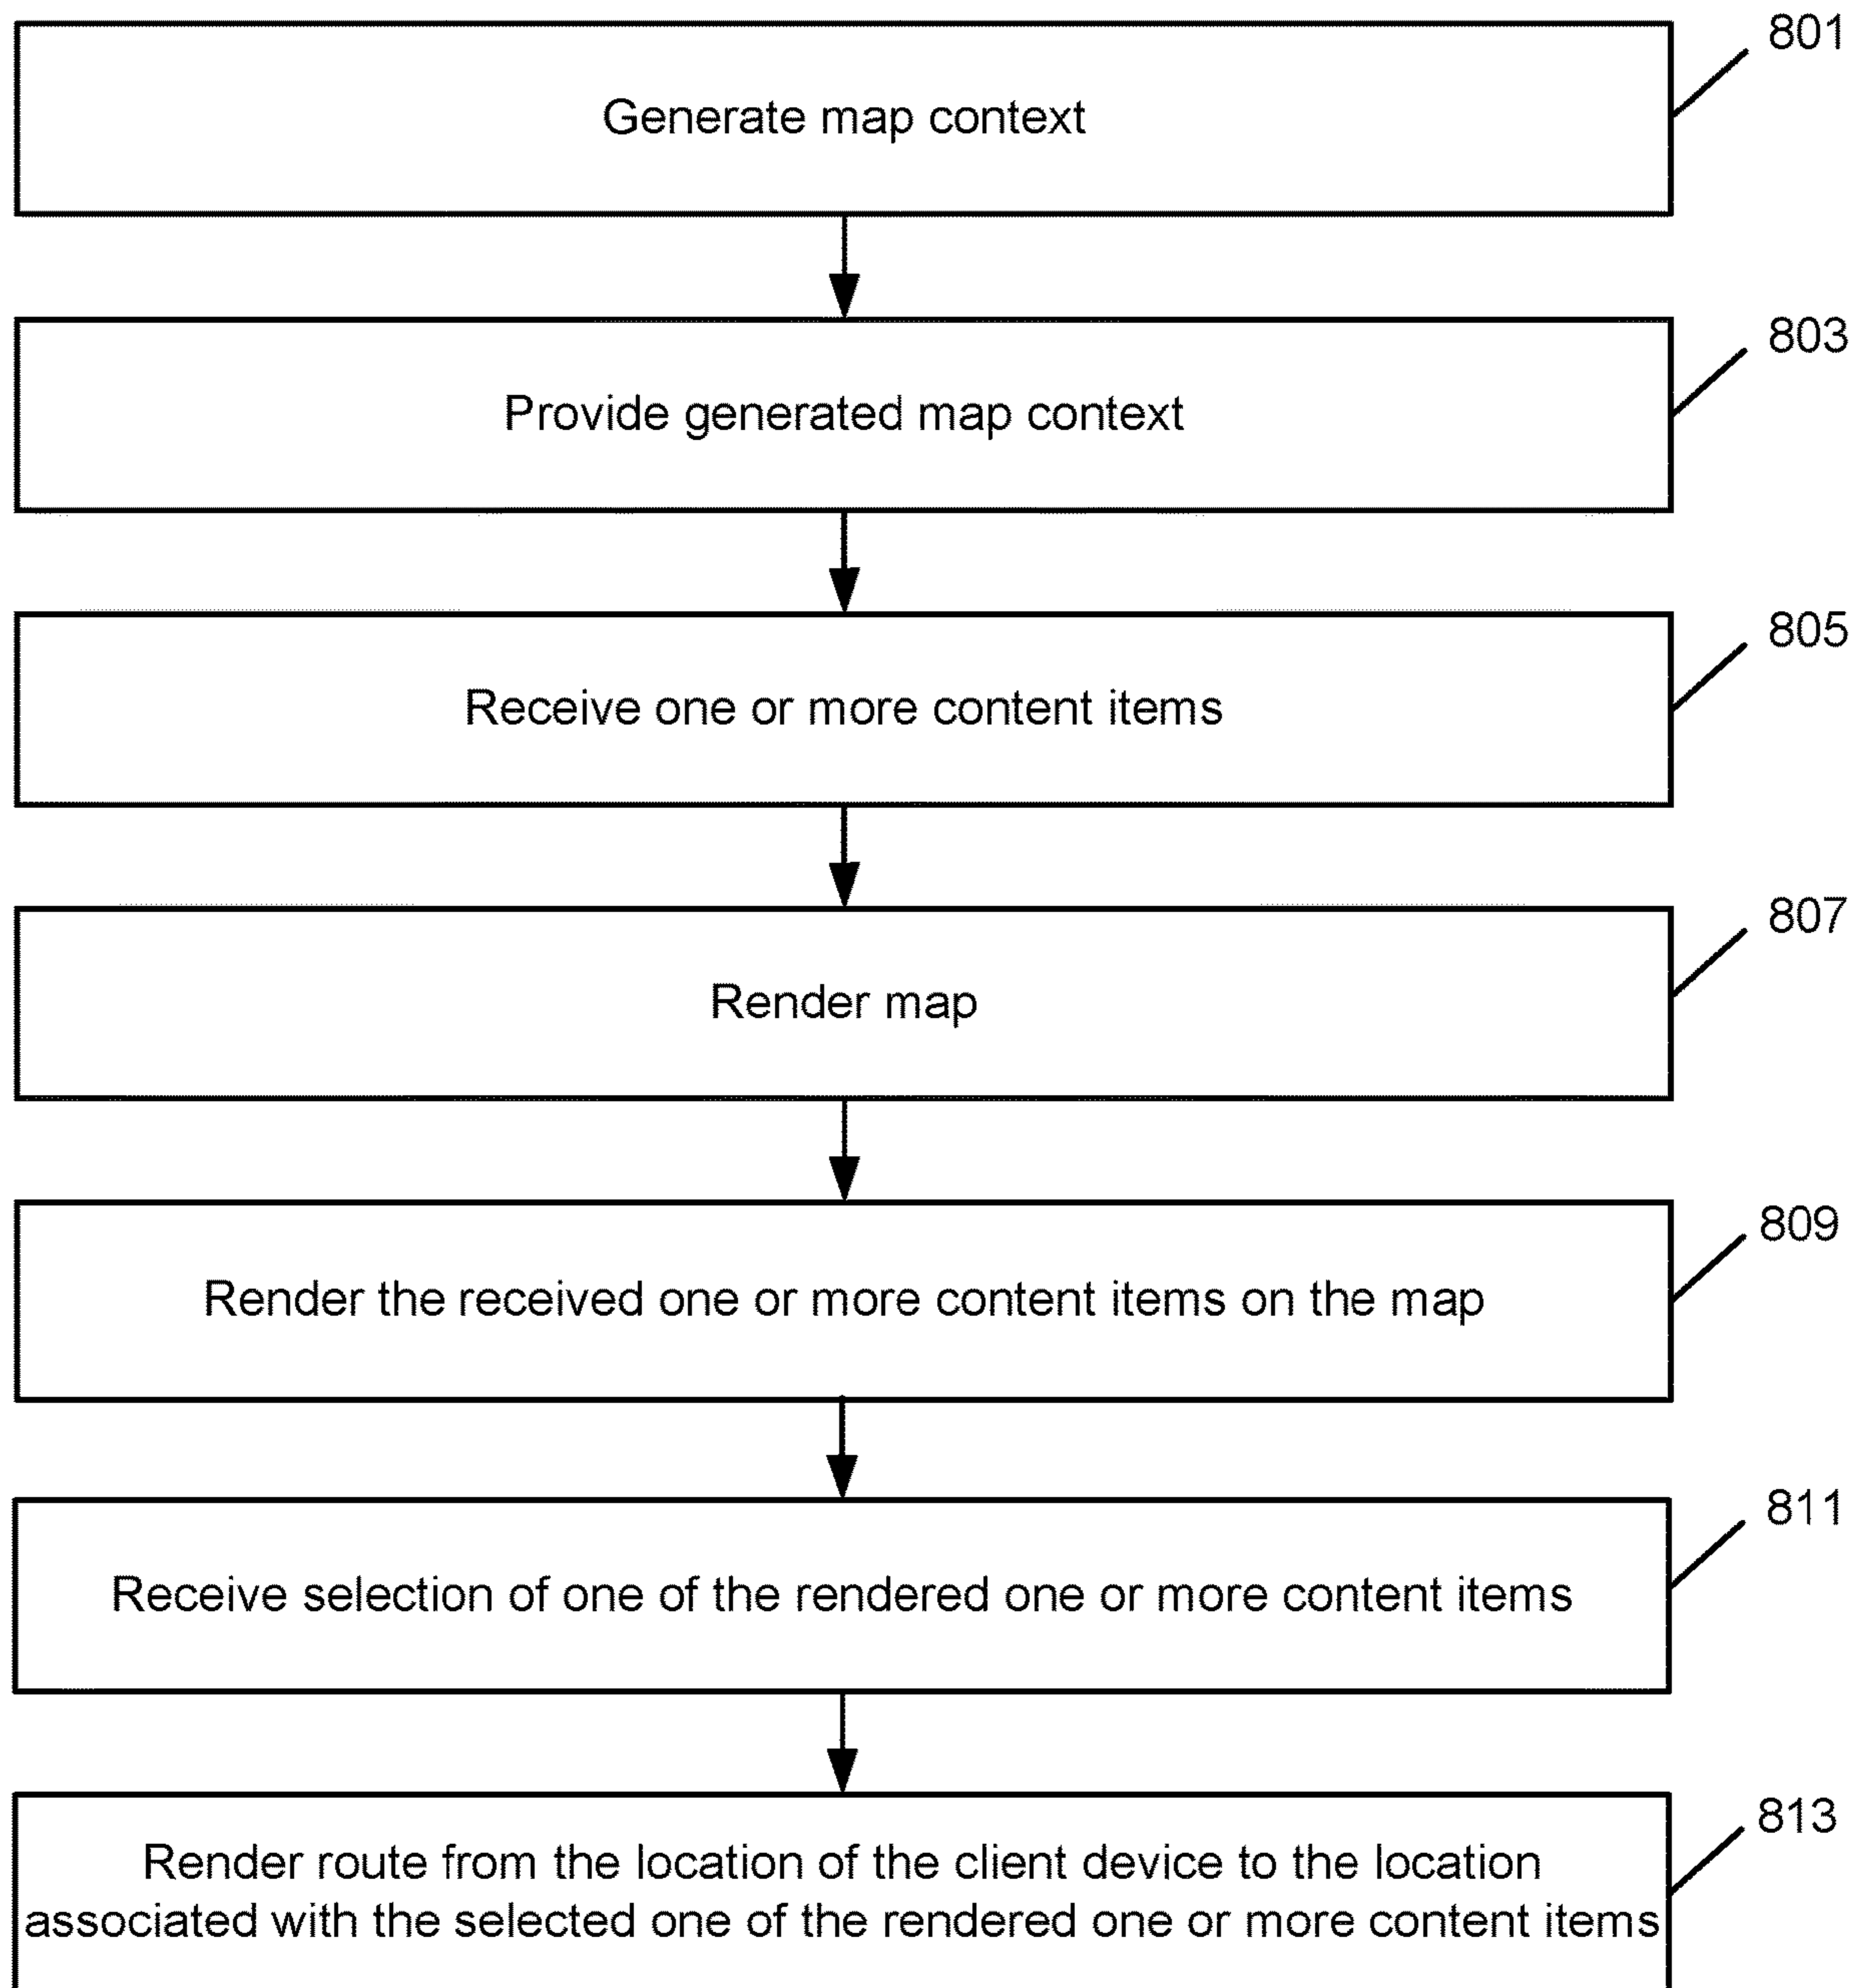 801
Generate map context
803
Provide generated map context
805
Receive one or more content items
807
Render map
809
Render the received one or more content items on the map
811
Receive selection of one of the rendered one or more content items
813
Render route from the location of the client device to the location
associated with the selected one of the rendered one or more content items